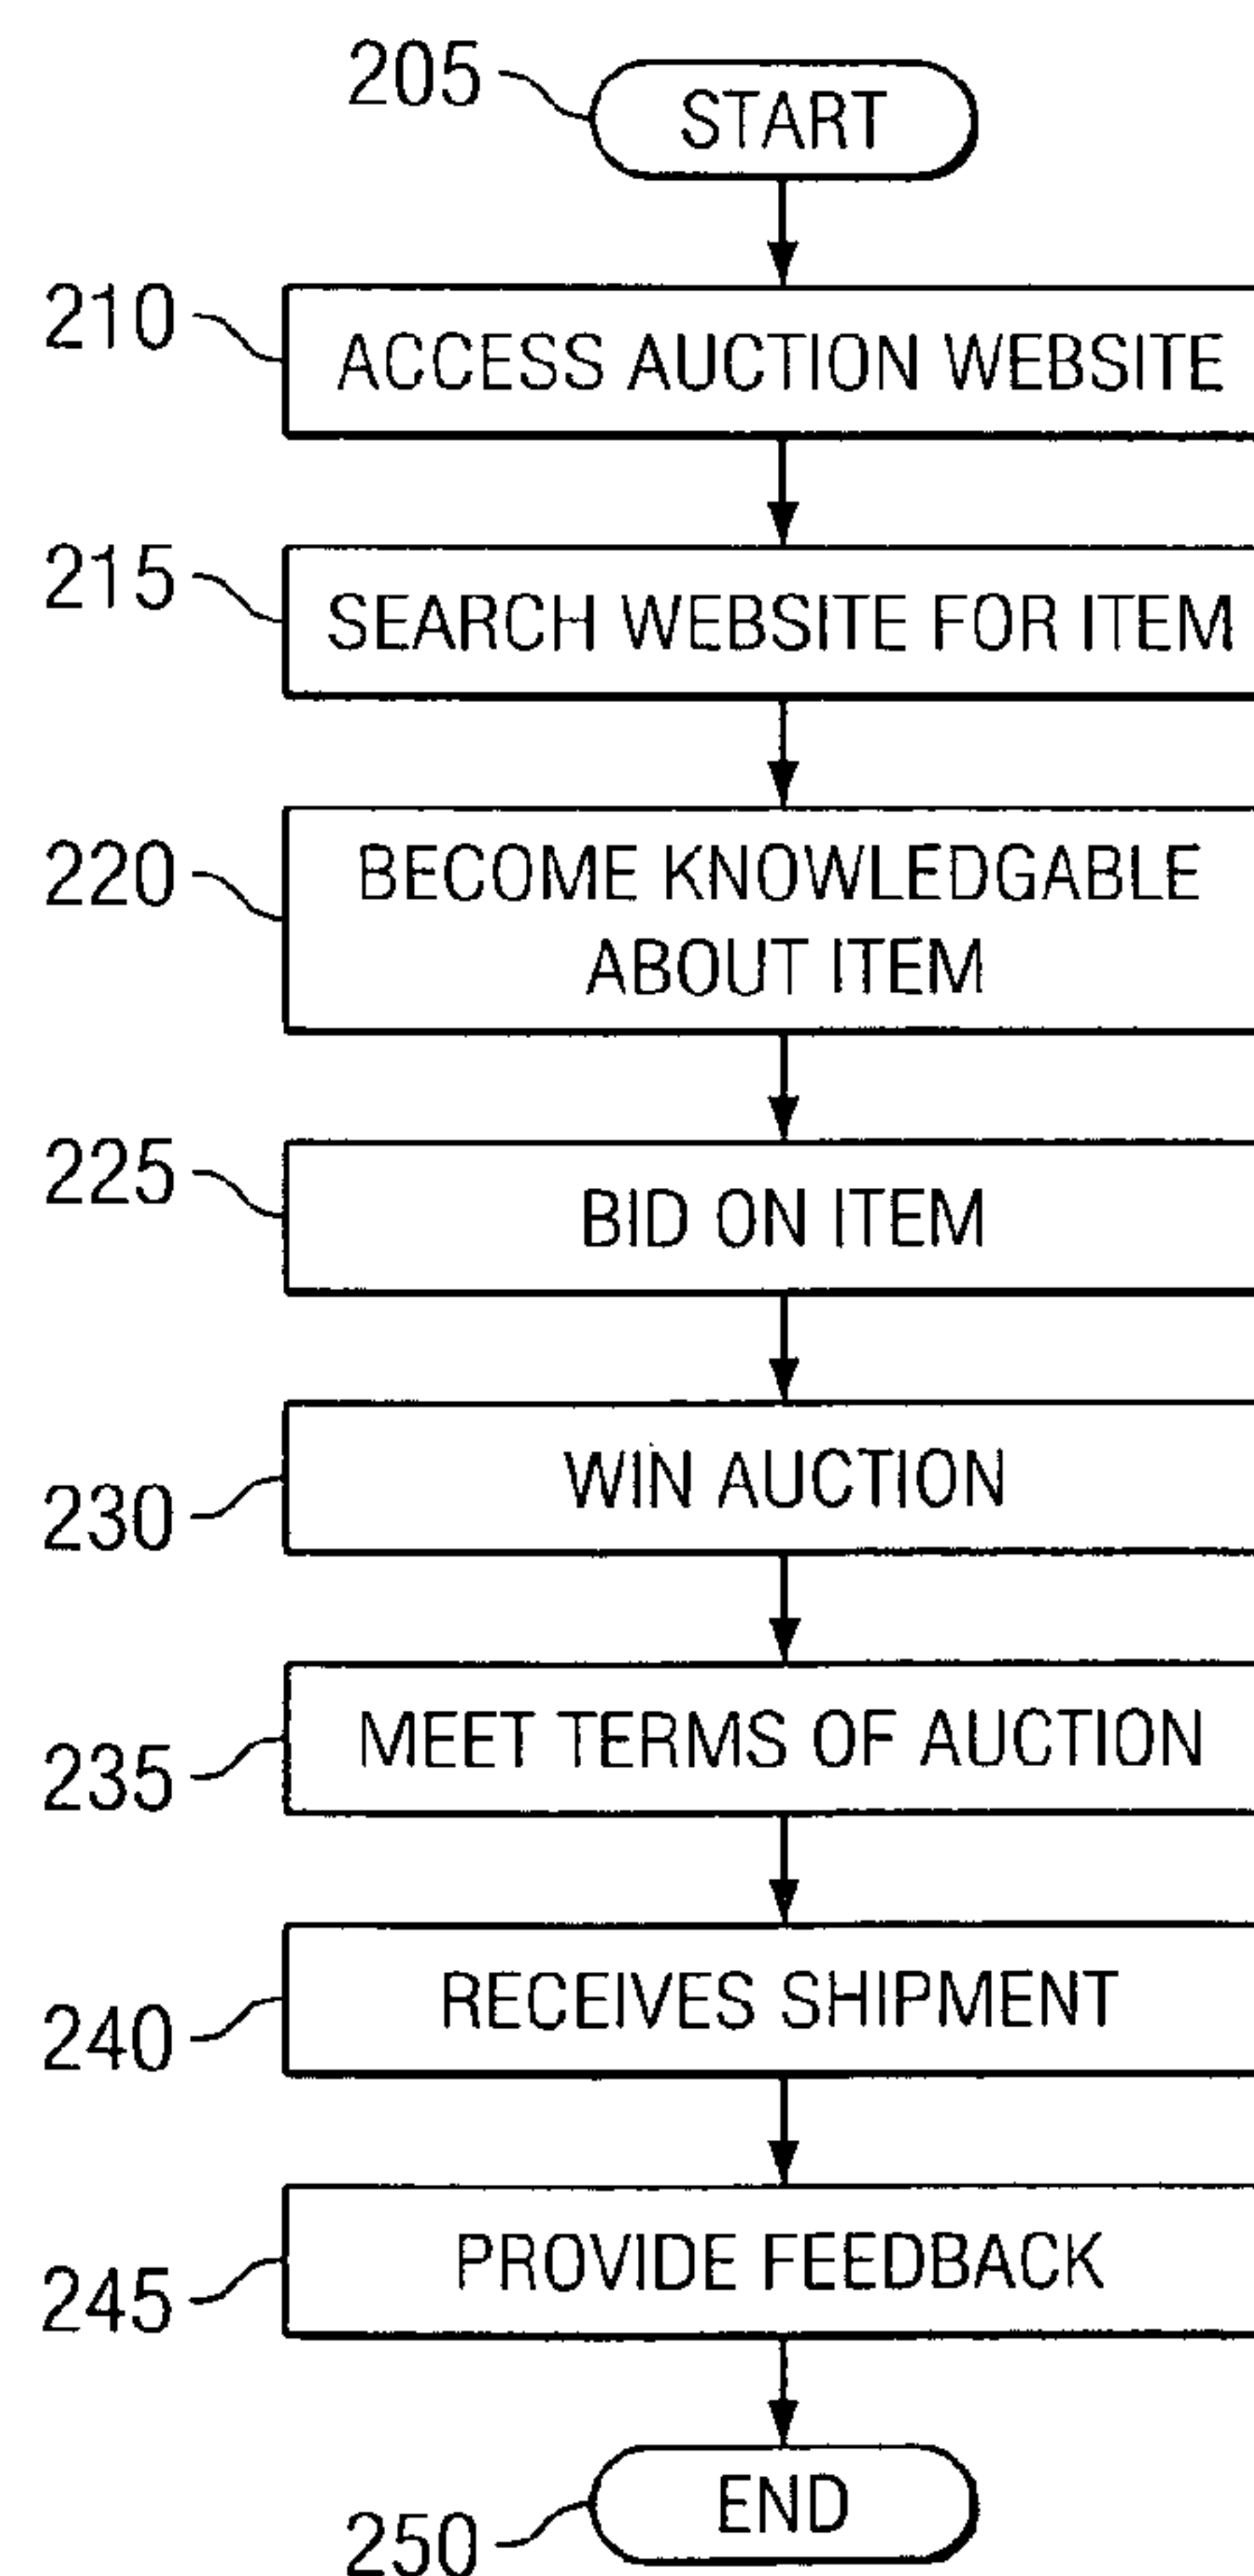 205
START
210
ACCESS AUCTION WEBSITE
215
SEARCH WEBSITE FOR ITEM
220
BECOME KNOWLEDGABLE
ABOUT ITEM
225
BID ON ITEM
230
WIN AUCTION
235
MEET TERMS OF AUCTION
240
RECEIVES SHIPMENT
245
PROVIDE FEEDBACK
250
END